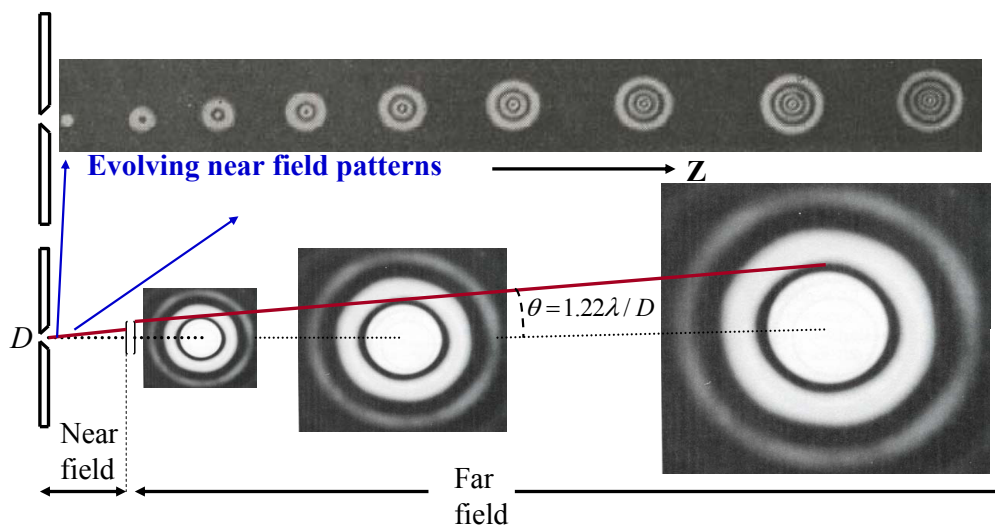 Evolving near field patterns
Z
θ = 1.22λ / D
D
Near
field
Far
field